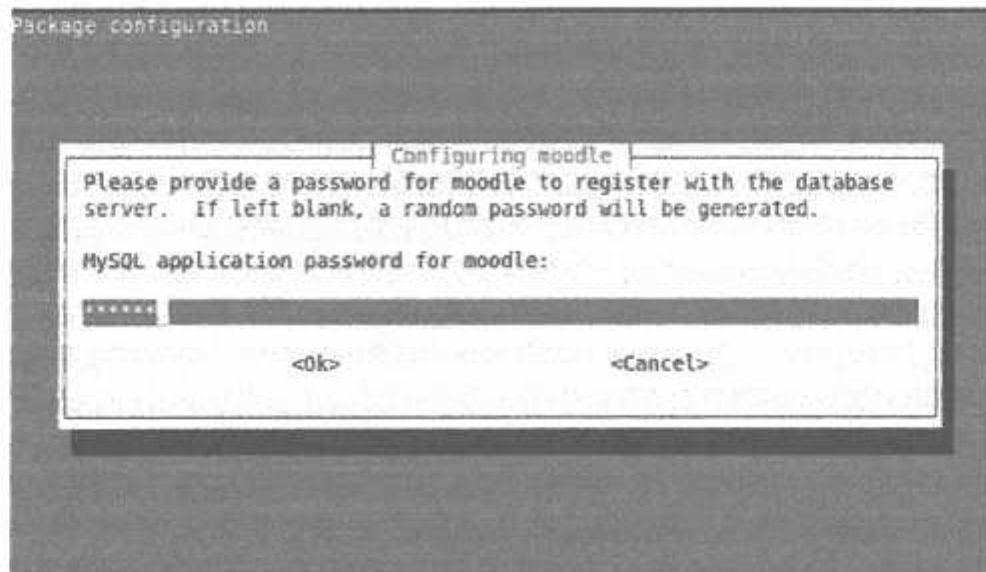 Package configuration
Configuring moodle
Please provide a password for moodle to register with the database
server.  If left blank, a random password will be generated.
MySQL application password for moodle:
******
<Ok>
<Cancel>